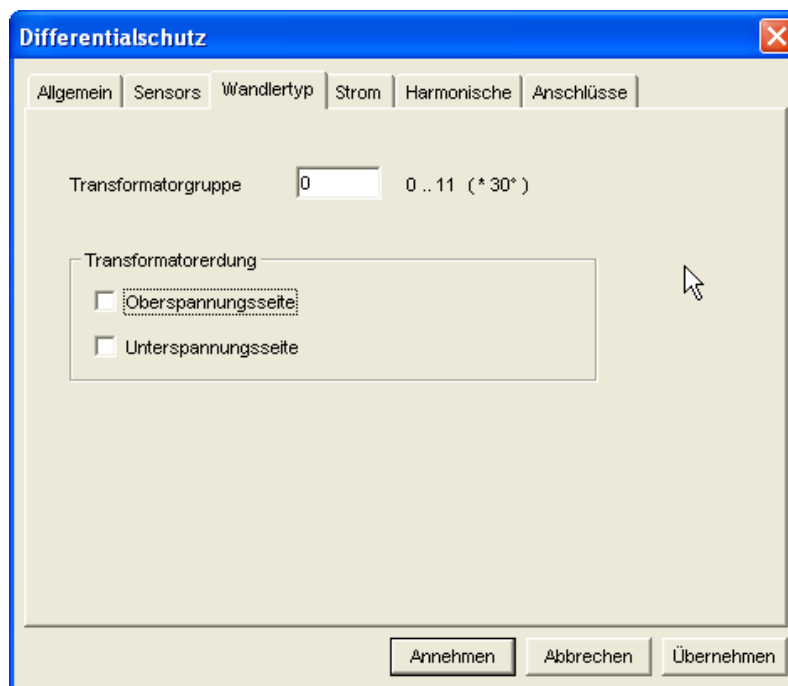 Differentialschutz
Allgemein Sensors Wandlertyp Strom Harmonische Anschlüsse
Transformatorgruppe 0 0 .. 11 ( * 30° )
Transformatorerdung
Oberspannungsseite
Unterspannungsseite
Annehmen Abbrechen Übernehmen